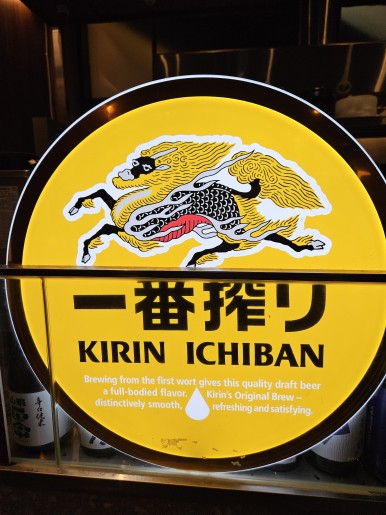 一番搾り
KIRIN ICHIBAN
Brewing from the first wort gives this quality draft beer
a full-bodied flavor. Kirin's Original Brew –
distinctively smooth, refreshing and satisfying.